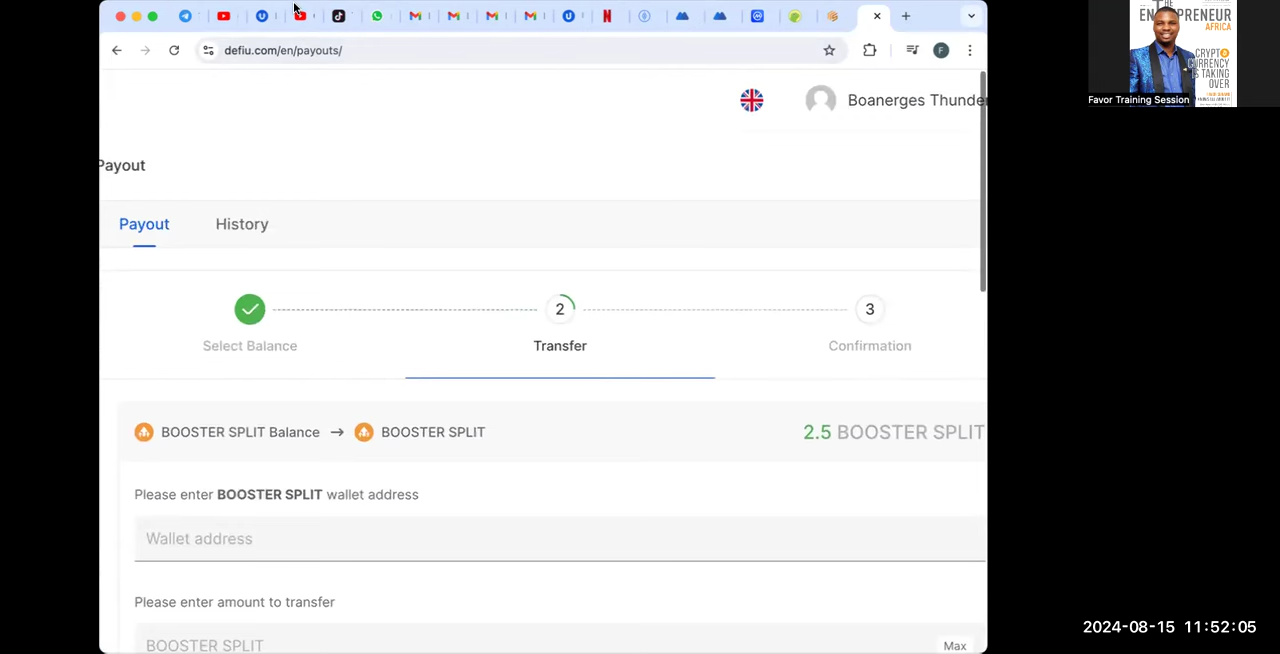 defiu.com/en/payouts/
F
Boanerges Thunder
Payout
Payout
History
2
3
Select Balance
Transfer
Confirmation
BOOSTER SPLIT Balance → BOOSTER SPLIT
2.5 BOOSTER SPLIT
Please enter BOOSTER SPLIT wallet address
Wallet address
Please enter amount to transfer
BOOSTER SPLIT
Max
THE
ENTREPRENEUR
AFRICA
CRYPTO
CURRENCY
IS TAKING
OVER
Favor Training Session
2024-08-15 11:52:05